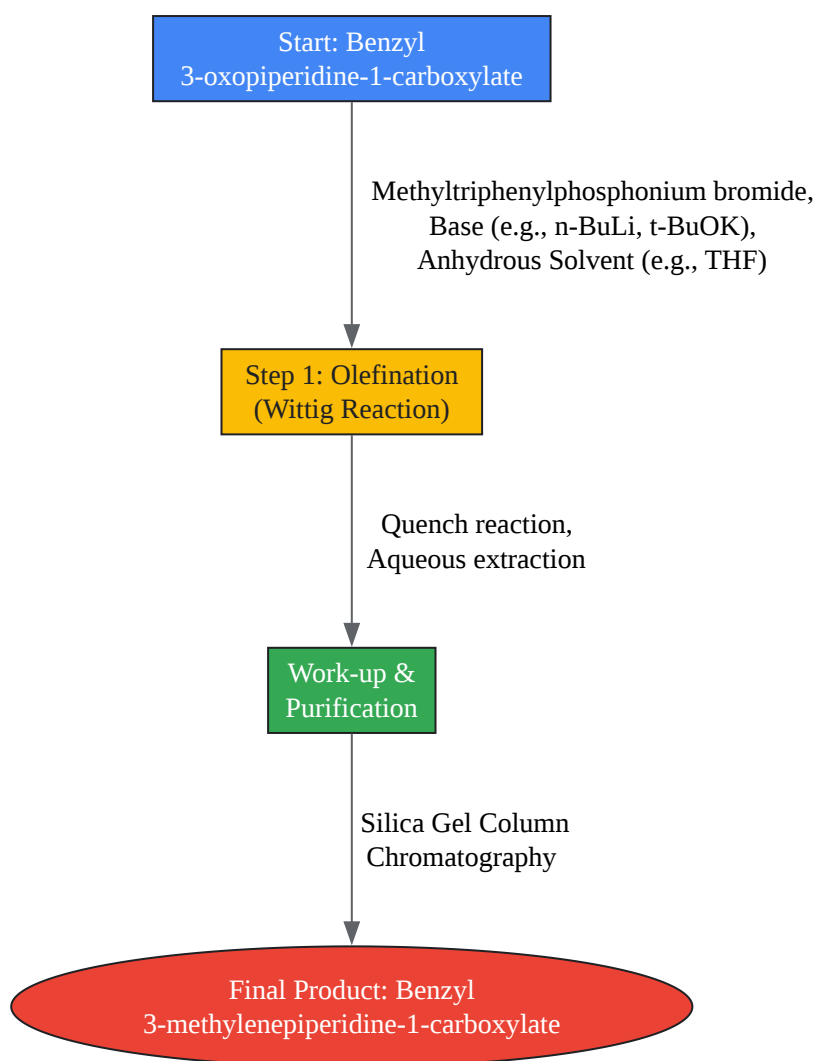 Start: Benzyl
3-oxopiperidine-1-carboxylate
Methyltriphenylphosphonium bromide,
Base (e.g., n-BuLi, t-BuOK),
Anhydrous Solvent (e.g., THF)
Step 1: Olefination
(Wittig Reaction)
Quench reaction,
Aqueous extraction
Work-up &
Purification
Silica Gel Column
Chromatography
Final Product: Benzyl
3-methylenepiperidine-1-carboxylate